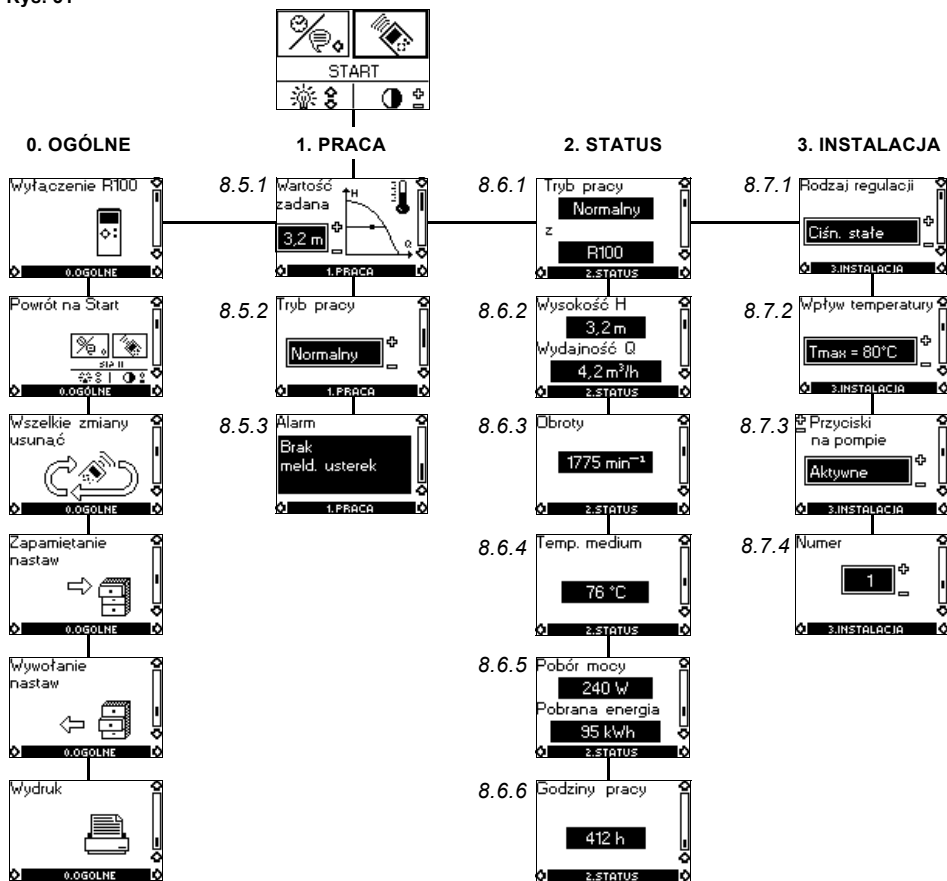 START
0. OGÓLNE
1. PRACA
2. STATUS
3. INSTALACJA
Wyłączenie R100
0.OGOLNE
Powrót na Start
START
0.OGOLNE
Wszelkie zmiany
usunąć
0.OGOLNE
Zapamiętanie
nastaw
0.OGOLNE
Wywołanie
nastaw
0.OGOLNE
Wydruk
0.OGOLNE
8.5.1
Wartość
zadana
H
3,2 m
Q
1.PRACA
8.5.2
Tryb pracy
Normalny
1.PRACA
8.5.3
Alarm
Brak
meld. usterek
1.PRACA
8.6.1
Tryb pracy
Normalny
z
R100
2.STATUS
8.6.2
Wysokość H
3,2 m
Wydajność Q
4,2 m³/h
2.STATUS
8.6.3
Obroty
1775 min⁻¹
2.STATUS
8.6.4
Temp. medium
76 °C
2.STATUS
8.6.5
Pobór mocy
240 W
Pobrana energia
95 kWh
2.STATUS
8.6.6
Godziny pracy
412 h
2.STATUS
8.7.1
Rodzaj regulacji
Ciśn. stałe
3.INSTALACJA
8.7.2
Wpływ temperatury
Tmax = 80°C
3.INSTALACJA
8.7.3
Przyciski
na pompie
Aktywne
3.INSTALACJA
8.7.4
Numer
1
3.INSTALACJA